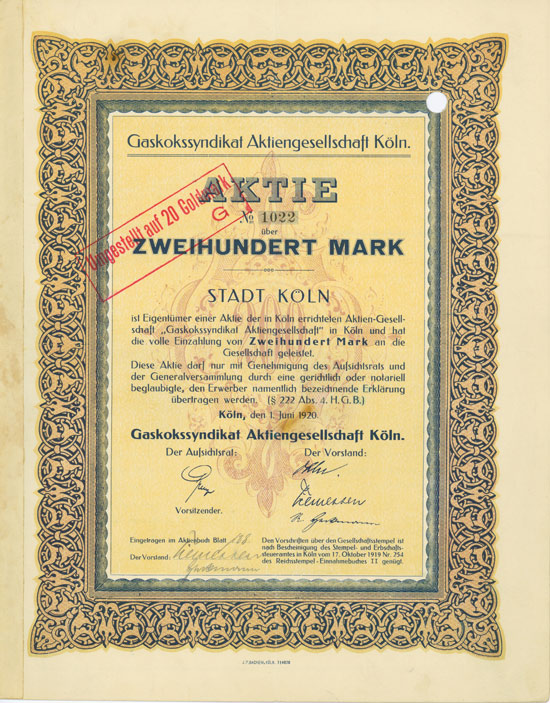 Gaskokssyndikat Aktiengesellschaft Köln.
AKTIE
№ 1022
Umgestellt auf 20 Goldmark
G
über
ZWEIHUNDERT MARK
STADT KÖLN
ist Eigentümer einer Aktie der in Köln errichteten Aktien-Gesell-
schaft „Gaskokssyndikat Aktiengesellschaft" in Köln und hat
die volle Einzahlung von Zweihundert Mark an die
Gesellschaft geleistet.
Diese Aktie darf nur mit Genehmigung des Aufsichtsrats und
der Generalversammlung durch eine gerichtlich oder notariell
beglaubigte, den Erwerber namentlich bezeichnende Erklärung
übertragen werden. (§ 222 Abs. 4. H.G.B.)
Köln, den 1. Juni 1920.
Gaskokssyndikat Aktiengesellschaft Köln.
Der Aufsichtsrat: Der Vorstand:
Vorsitzender.
Eingetragen im Aktienbuch Blatt
Der Vorstand:
Den Vorschriften über den Gesellschaftsstempel ist
nach Bescheinigung des Stempel- und Erbschafts-
steueramtes in Köln vom 17. Oktober 1919 Nr. 254
des Reichsstempel-Einnahmebuches II genügt.